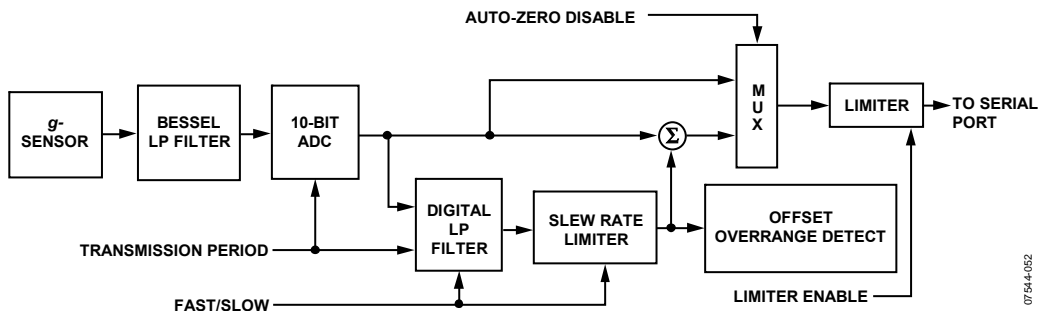 AUTO-ZERO DISABLE
g-
SENSOR
BESSEL
LP FILTER
10-BIT
ADC
Σ
M
U
X
LIMITER
TO SERIAL
PORT
DIGITAL
LP
FILTER
SLEW RATE
LIMITER
OFFSET
OVERRANGE DETECT
TRANSMISSION PERIOD
FAST/SLOW
LIMITER ENABLE
07544-052